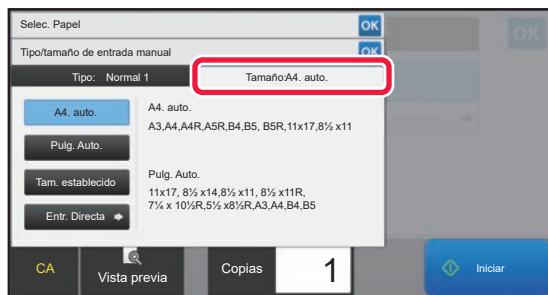 Selec. Papel
OK
OK
Tipo/tamaño de entrada manual
OK
Tipo: Normal 1
Tamaño:A4. auto.
A4. auto.
A4. auto.
A3,A4,A4R,A5R,B4,B5, B5R,11x17,8½ x11
Pulg. Auto.
Tam. establecido
Pulg. Auto.
11x17, 8½ x14,8½ x11, 8½ x11R,
7¼ x 10½R,5½ x8½R,A3,A4,B4,B5
Entr. Directa
CA
Vista previa
Copias
1
Iniciar